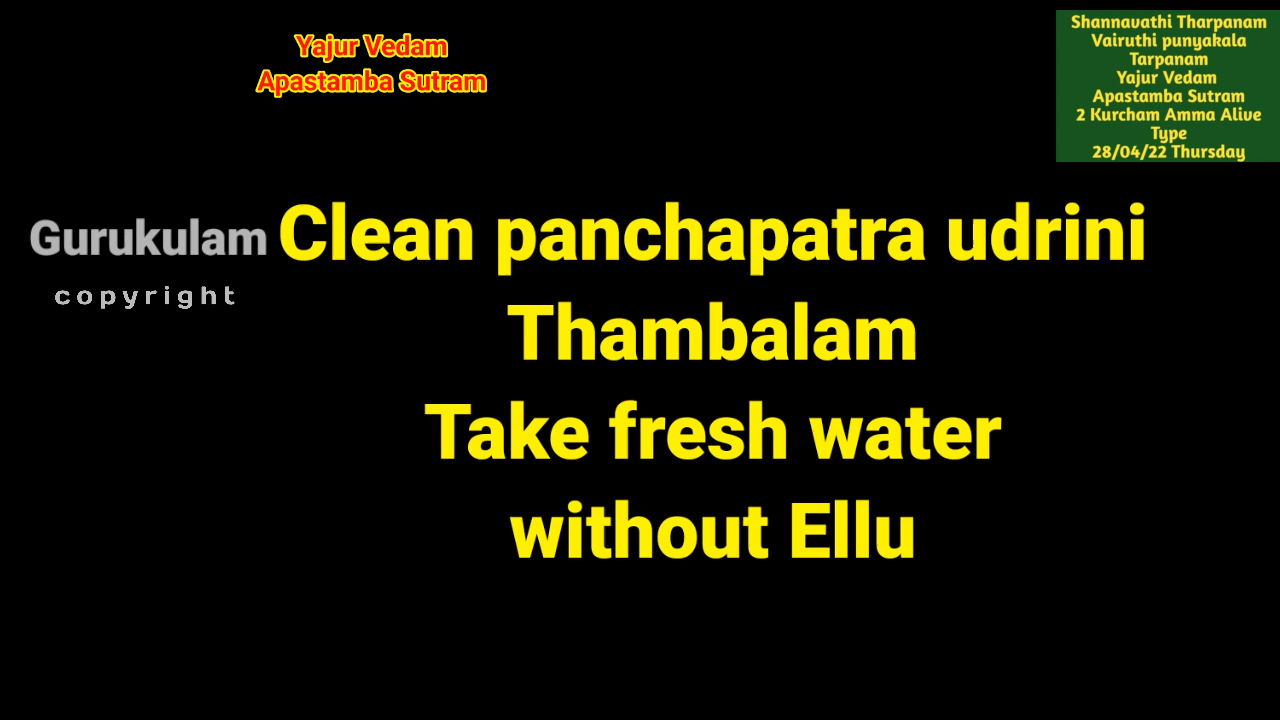 Yajur Vedam
Apastamba Sutram
Shannavathi Tharpanam
Vairuthi punyakala
Tarpanam
Yajur Vedam
Apastamba Sutram
2 Kurcham Amma Alive
Type
28/04/22 Thursday
Gurukulam
copyright
Clean panchapatra udrini
Thambalam
Take fresh water
without Ellu